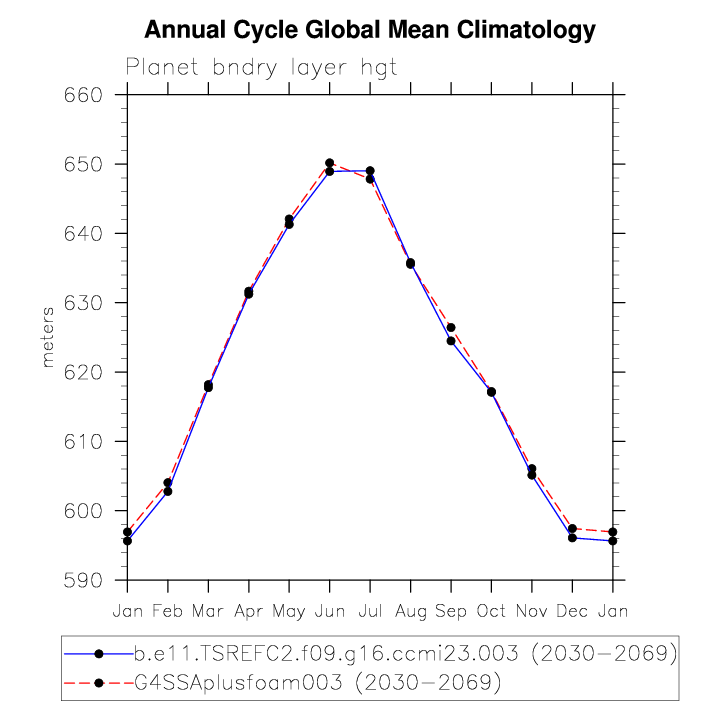 Annual Cycle Global Mean Climatology
Planet bndry layer hgt
660
650
640
630
620
610
600
590
meters
Jan Feb Mar Apr May Jun Jul Aug Sep Oct Nov Dec Jan
b.e11.TSREFC2.f09.g16.ccmi23.003 (2030-2069)
G4SSAplusfoam003 (2030-2069)